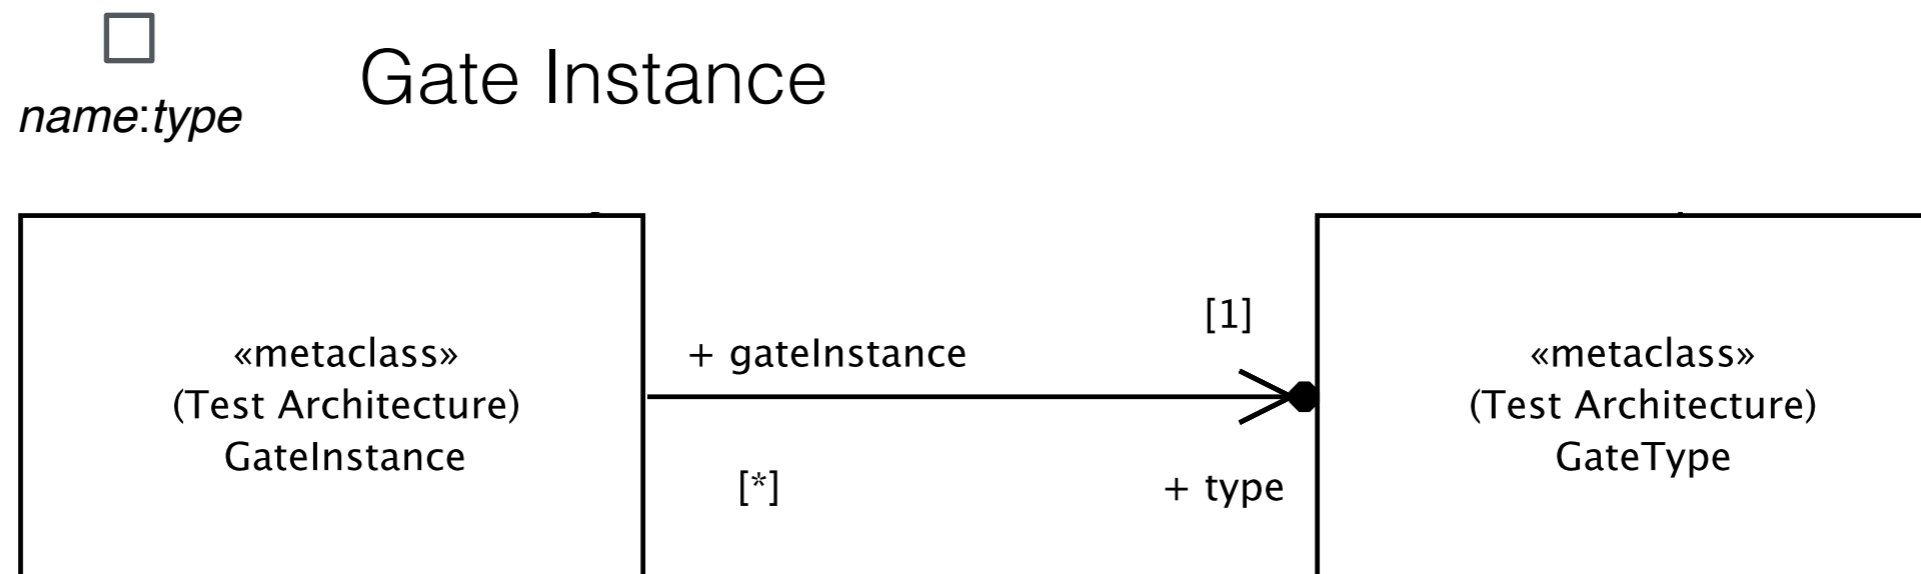 name:type
Gate Instance
«metaclass»
(Test Architecture)
GateInstance
+ gateInstance
[*]
[1]
+ type
«metaclass»
(Test Architecture)
GateType